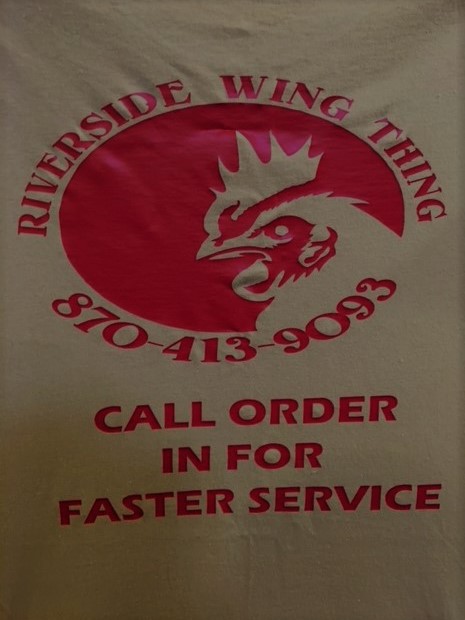 RIVERSIDE WING THING
870-413-9093
CALL ORDER
IN FOR
FASTER SERVICE